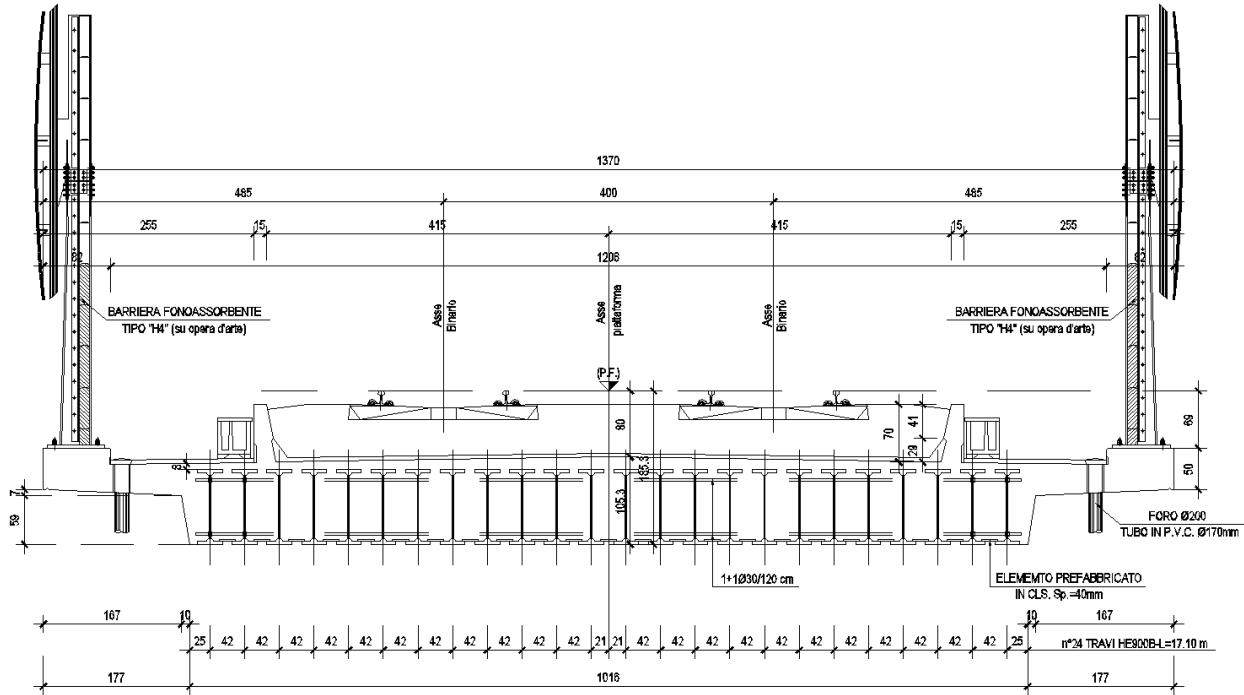 1370
485 400 485
255 15 415 415 15 255
82 1206 82
BARRIERA FONOASSORBENTE
TIPO "H4" (su opera d'arte)
Asse
Binario
Asse
piattaforma
Asse
Binario
BARRIERA FONOASSORBENTE
TIPO "H4" (su opera d'arte)
(P.F.)
80
185.3
105.3
70
41
29
69
50
8
7
59
FORO Ø200
TUBO IN P.V.C. Ø170mm
1+1Ø30/120 cm
ELEMEMTO PREFABBRICATO
IN CLS. Sp.=40mm
167 10 10 167
25 42 42 42 42 42 42 42 42 42 42 42 21 21 42 42 42 42 42 42 42 42 42 42 42 25
n°24 TRAVI HE900B-L=17.10 m
177 1016 177